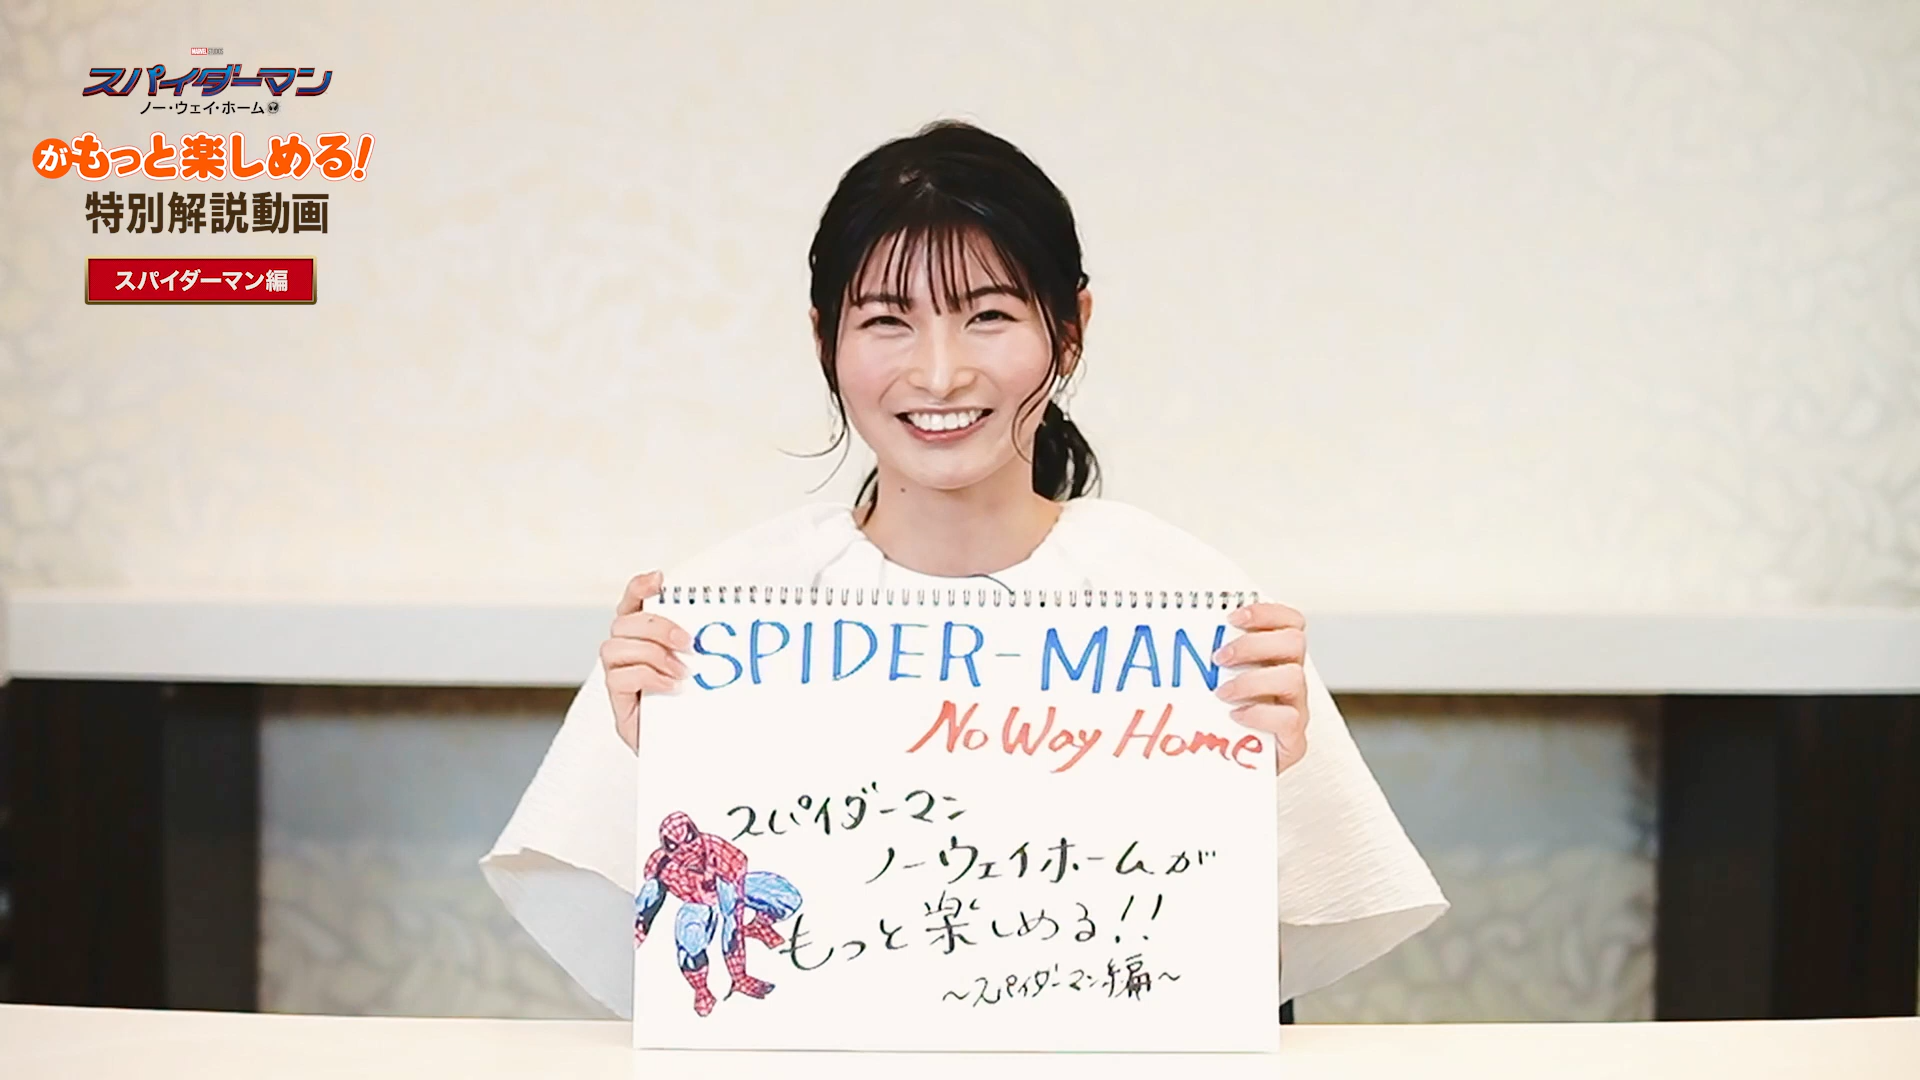 MARVEL STUDIOS
スパイダーマン
ノー・ウェイ・ホーム
がもっと楽しめる!
特別解説動画
スパイダーマン編
SPIDER-MAN
No Way Home
スパイダーマン
ノーウェイホームが
もっと楽しめる!!
～スパイダーマン編～